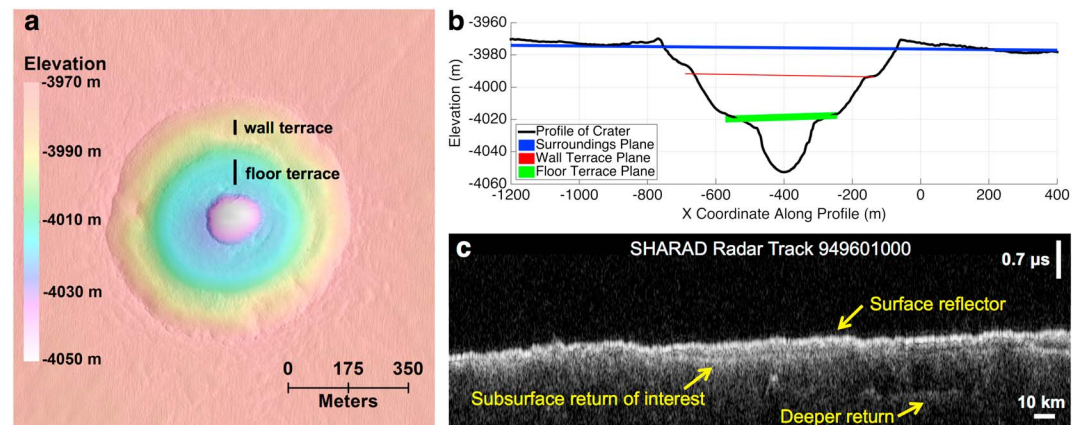 a
Elevation
-3970 m
-3990 m
-4010 m
-4030 m
-4050 m
wall terrace
floor terrace
0 175 350
Meters
b
Elevation (m)
-3960
-3980
-4000
-4020
-4040
-4060
Profile of Crater
Surroundings Plane
Wall Terrace Plane
Floor Terrace Plane
-1200 -1000 -800 -600 -400 -200 0 200 400
X Coordinate Along Profile (m)
c
SHARAD Radar Track 949601000
0.7 µs
Surface reflector
Subsurface return of interest
Deeper return
10 km